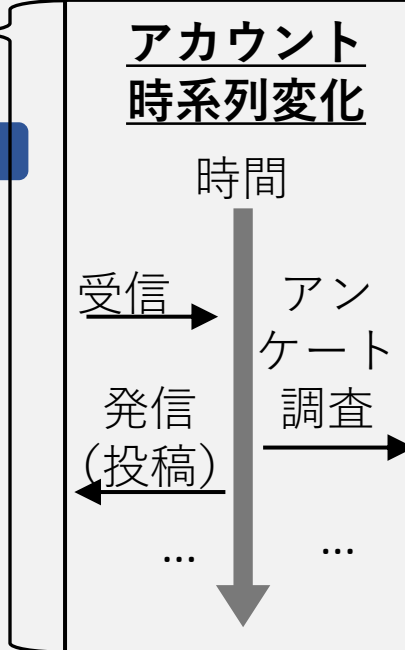 アカウント
時系列変化
時間
受信
発信
（投稿）
...
アン
ケート
調査
...